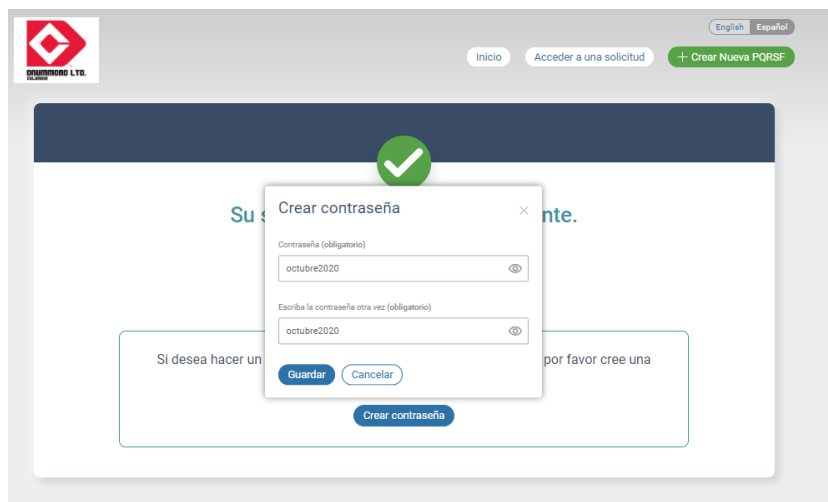 English Español
DRUMMOND LTD.
COLOMBIA
Inicio Acceder a una solicitud + Crear Nueva PQRSF
Su s nte.
Crear contraseña
Contraseña (obligatorio)
octubre2020
Escriba la contraseña otra vez (obligatorio)
octubre2020
Si desea hacer un por favor cree una
Guardar Cancelar
Crear contraseña